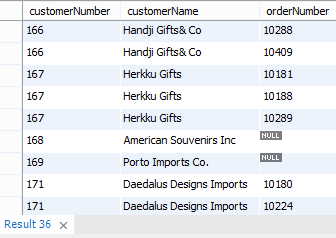 customerNumber customerName orderNumber
166 Handji Gifts& Co 10288
166 Handji Gifts& Co 10409
167 Herkku Gifts 10181
167 Herkku Gifts 10188
167 Herkku Gifts 10289
168 American Souvenirs Inc NULL
169 Porto Imports Co. NULL
171 Daedalus Designs Imports 10180
171 Daedalus Designs Imports 10224
Result 36 ×